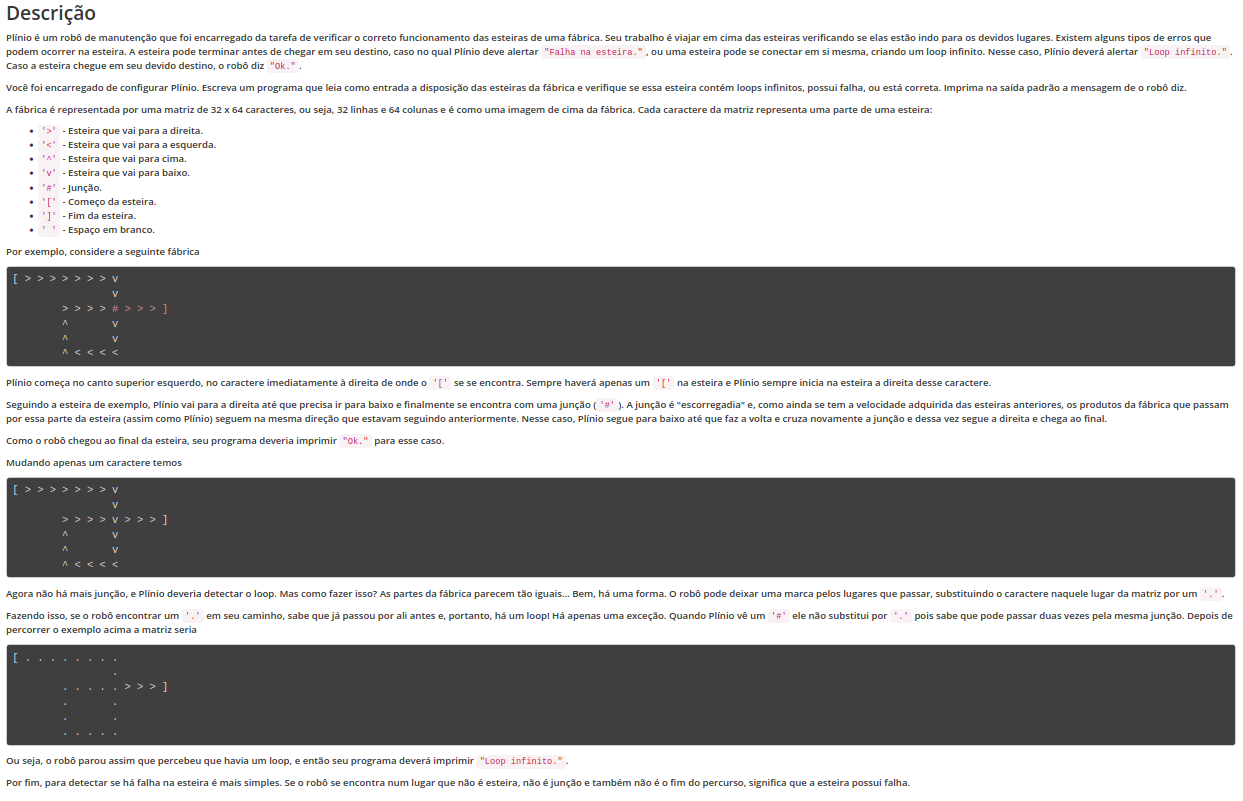 Descrição
Plínio é um robô de manutenção que foi encarregado da tarefa de verificar o correto funcionamento das esteiras de uma fábrica. Seu trabalho é viajar em cima das esteiras verificando se elas estão indo para os devidos lugares. Existem alguns tipos de erros que
podem ocorrer na esteira. A esteira pode terminar antes de chegar em seu destino, caso no qual Plínio deve alertar "Falha na esteira.", ou uma esteira pode se conectar em si mesma, criando um loop infinito. Nesse caso, Plínio deverá alertar "Loop infinito.".
Caso a esteira chegue em seu devido destino, o robô diz "Ok.".
Você foi encarregado de configurar Plínio. Escreva um programa que leia como entrada a disposição das esteiras da fábrica e verifique se essa esteira contém loops infinitos, possui falha, ou está correta. Imprima na saída padrão a mensagem de o robô diz.
A fábrica é representada por uma matriz de 32 x 64 caracteres, ou seja, 32 linhas e 64 colunas e é como uma imagem de cima da fábrica. Cada caractere da matriz representa uma parte de uma esteira:
• '>' - Esteira que vai para a direita.
• '<' - Esteira que vai para a esquerda.
• '^' - Esteira que vai para cima.
• 'v' - Esteira que vai para baixo.
• '#' - Junção.
• '[' - Começo da esteira.
• ']' - Fim da esteira.
• ' ' - Espaço em branco.
Por exemplo, considere a seguinte fábrica
[ > > > > > > > v
                v
        > > > > # > > > ]
        ^       v
        ^       v
        ^ < < < <
Plínio começa no canto superior esquerdo, no caractere imediatamente à direita de onde o '[' se se encontra. Sempre haverá apenas um '[' na esteira e Plínio sempre inicia na esteira a direita desse caractere.
Seguindo a esteira de exemplo, Plínio vai para a direita até que precisa ir para baixo e finalmente se encontra com uma junção ('#'). A junção é "escorregadia" e, como ainda se tem a velocidade adquirida das esteiras anteriores, os produtos da fábrica que passam
por essa parte da esteira (assim como Plínio) seguem na mesma direção que estavam seguindo anteriormente. Nesse caso, Plínio segue para baixo até que faz a volta e cruza novamente a junção e dessa vez segue a direita e chega ao final.
Como o robô chegou ao final da esteira, seu programa deveria imprimir "Ok." para esse caso.
Mudando apenas um caractere temos
[ > > > > > > > v
                v
        > > > > v > > > ]
        ^       v
        ^       v
        ^ < < < <
Agora não há mais junção, e Plínio deveria detectar o loop. Mas como fazer isso? As partes da fábrica parecem tão iguais... Bem, há uma forma. O robô pode deixar uma marca pelos lugares que passar, substituindo o caractere naquele lugar da matriz por um '.'.
Fazendo isso, se o robô encontrar um '.' em seu caminho, sabe que já passou por ali antes e, portanto, há um loop! Há apenas uma exceção. Quando Plínio vê um '#' ele não substitui por '.' pois sabe que pode passar duas vezes pela mesma junção. Depois de
percorrer o exemplo acima a matriz seria
[ . . . . . . . .
                .
        . . . . . > > > ]
        .       .
        .       .
        . . . . .
Ou seja, o robô parou assim que percebeu que havia um loop, e então seu programa deverá imprimir "Loop infinito.".
Por fim, para detectar se há falha na esteira é mais simples. Se o robô se encontra num lugar que não é esteira, não é junção e também não é o fim do percurso, significa que a esteira possui falha.